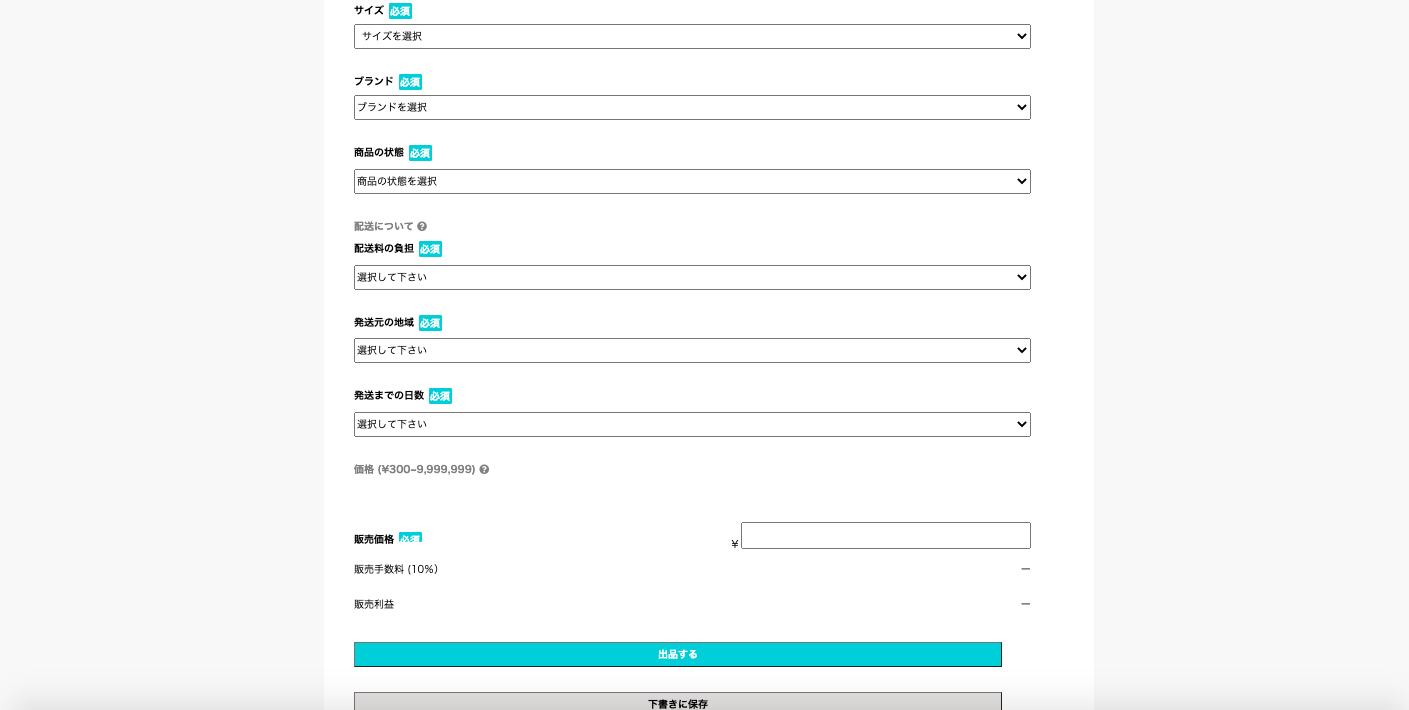 サイズ 必須
サイズを選択
ブランド 必須
ブランドを選択
商品の状態 必須
商品の状態を選択
配送について
配送料の負担 必須
選択して下さい
発送元の地域 必須
選択して下さい
発送までの日数 必須
選択して下さい
価格 (¥300~9,999,999)
販売価格 必須 ¥
販売手数料 (10%) ー
販売利益 ー
出品する
下書きに保存